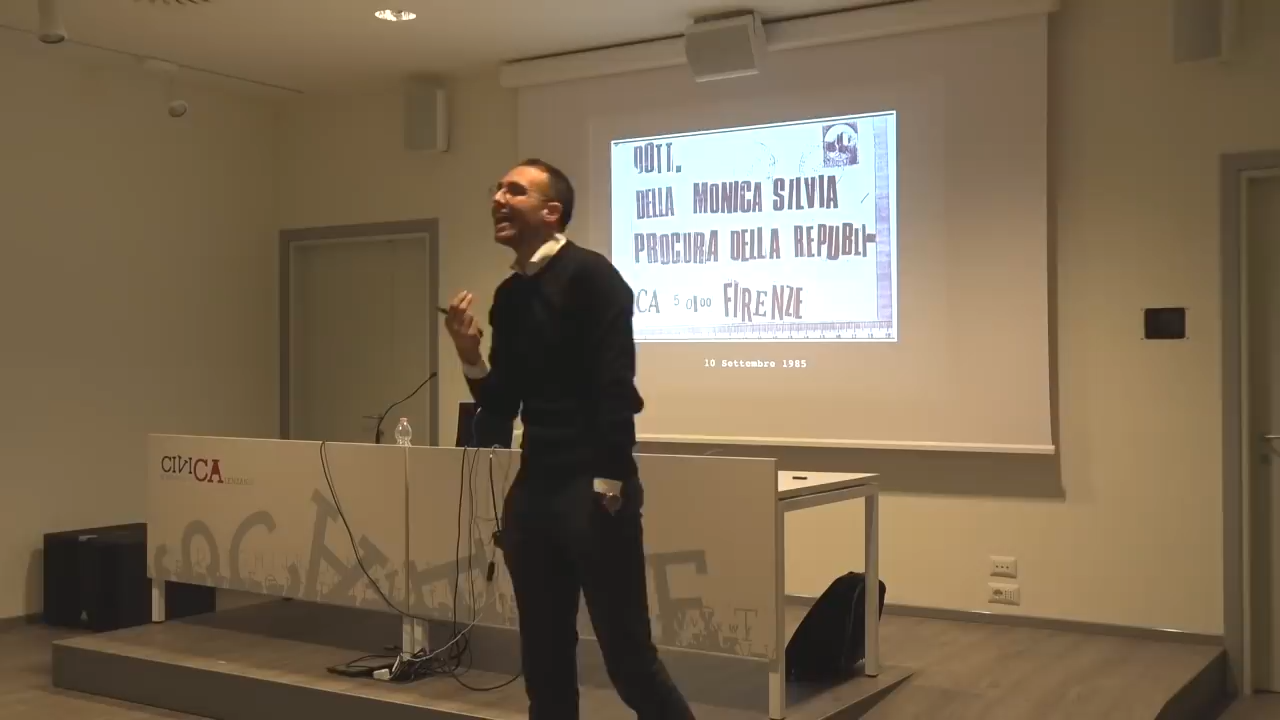 DOTT.
DELLA MONICA SILVIA
PROCURA DELLA REPUBLI-
CA 50100 FIRENZE
10 Settembre 1985
CIVICA